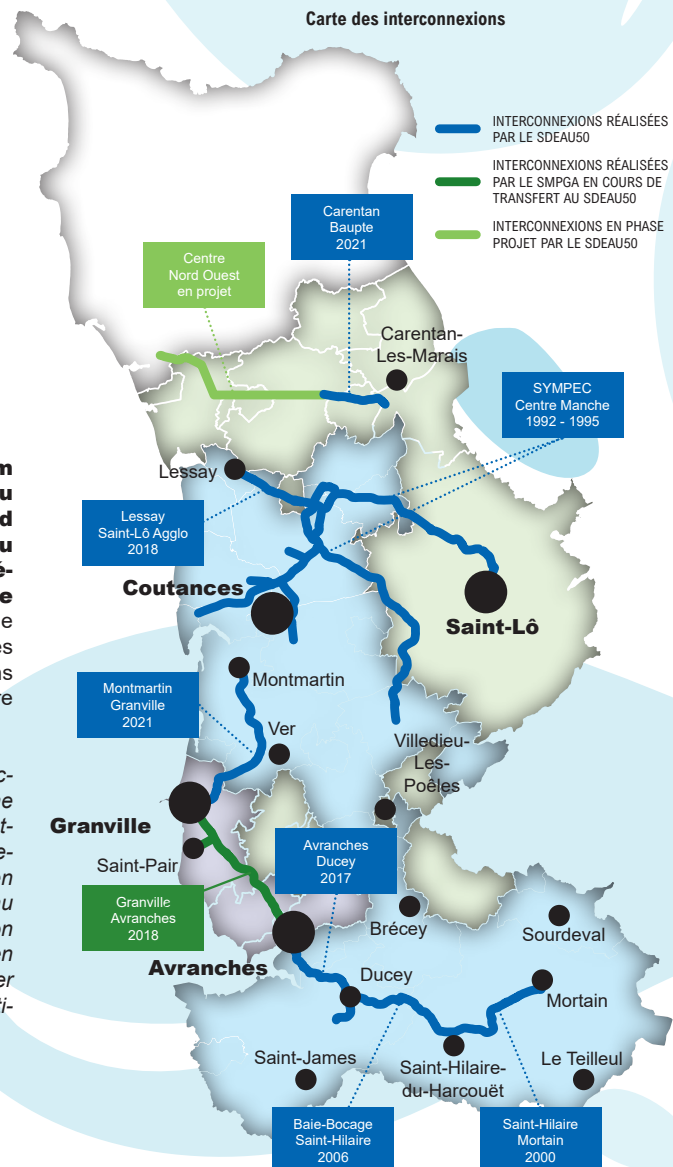 Carte des interconnexions
INTERCONNEXIONS RÉALISÉES
PAR LE SDEAU50
INTERCONNEXIONS RÉALISÉES
PAR LE SMPGA EN COURS DE
TRANSFERT AU SDEAU50
INTERCONNEXIONS EN PHASE
PROJET PAR LE SDEAU50
Carentan
Baupte
2021
Centre
Nord Ouest
en projet
Carentan-
Les-Marais
SYMPEC
Centre Manche
1992 - 1995
Lessay
Lessay
Saint-Lô Agglo
2018
Coutances
Saint-Lô
Montmartin
Montmartin
Granville
2021
Ver
Villedieu-
Les-
Poêles
Granville
Saint-Pair
Avranches
Ducey
2017
Granville
Avranches
2018
Brécey
Sourdeval
Avranches
Ducey
Mortain
Saint-James
Saint-Hilaire-
du-Harcouët
Le Teilleul
Baie-Bocage
Saint-Hilaire
2006
Saint-Hilaire
Mortain
2000